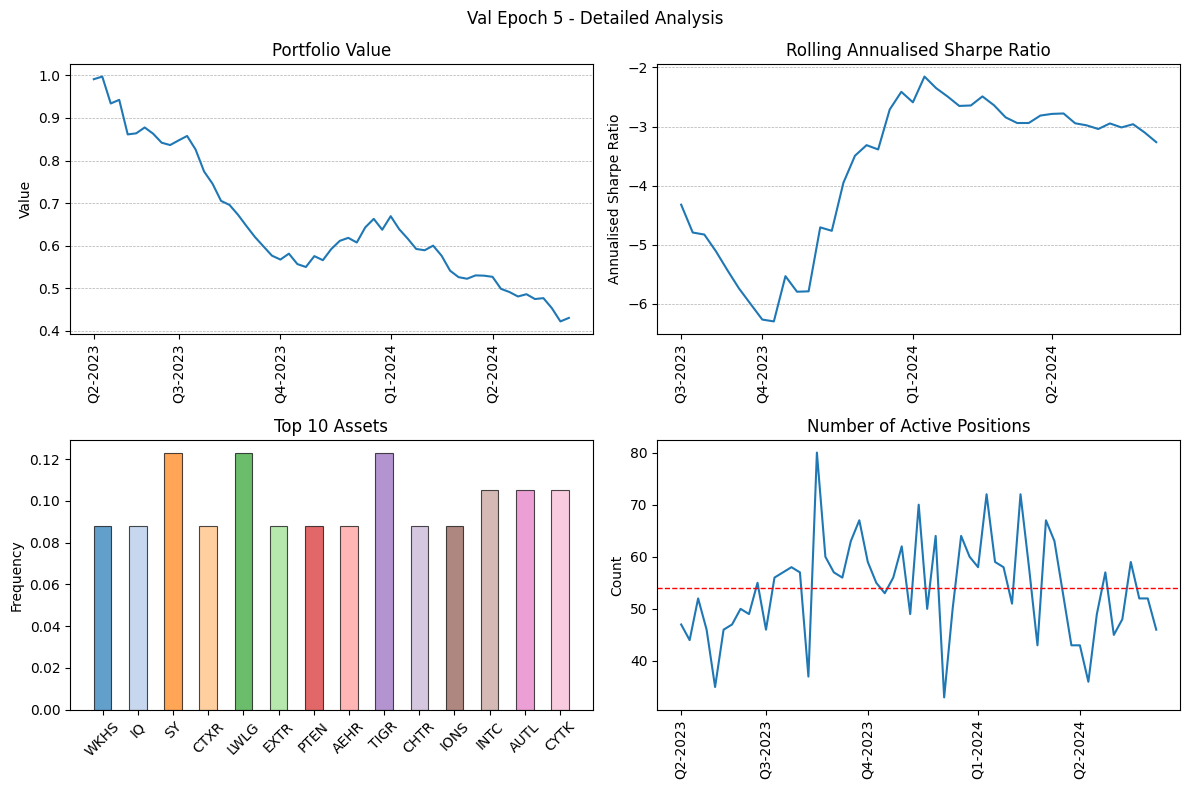 Val Epoch 5 - Detailed Analysis
Portfolio Value
Value
1.0
0.9
0.8
0.7
0.6
0.5
0.4
Q2-2023
Q3-2023
Q4-2023
Q1-2024
Q2-2024
Rolling Annualised Sharpe Ratio
Annualised Sharpe Ratio
−2
−3
−4
−5
−6
Q3-2023
Q4-2023
Q1-2024
Q2-2024
Top 10 Assets
Frequency
0.12
0.10
0.08
0.06
0.04
0.02
0.00
WKHS
IQ
SY
CTXR
LWLG
EXTR
PTEN
AEHR
TIGR
CHTR
IONS
INTC
AUTL
CYTK
Number of Active Positions
Count
80
70
60
50
40
Q2-2023
Q3-2023
Q4-2023
Q1-2024
Q2-2024